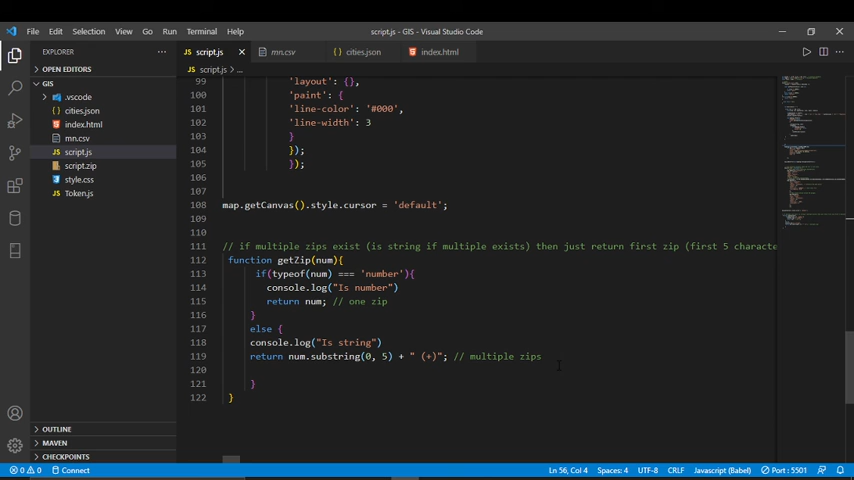 File Edit Selection View Go Run Terminal Help script.js - GIS - Visual Studio Code
EXPLORER ··· JS script.js mn.csv cities.json index.html
OPEN EDITORS JS script.js > ...
GIS
.vscode
cities.json
index.html
mn.csv
JS script.js
script.zip
style.css
JS Token.js
OUTLINE
MAVEN
EXPLORER
99 'layout': {},
100 'paint': {
101 'line-color': '#000',
102 'line-width': 3
103 }
104 });
105 });
106
107
108 map.getCanvas().style.cursor = 'default';
109
110
111 // if multiple zips exist (is string if multiple exists) then just return first zip (first 5 characte
112 function getZip(num){
113 if(typeof(num) === 'number'){
114 console.log("Is number")
115 return num; // one zip
116 }
117 else {
118 console.log("Is string")
119 return num.substring(0, 5) + " (+)"; // multiple zips
120
121 }
122 }
0 0 Connect Ln 56, Col 4 Spaces: 4 UTF-8 CRLF Javascript (Babel) Port : 5501